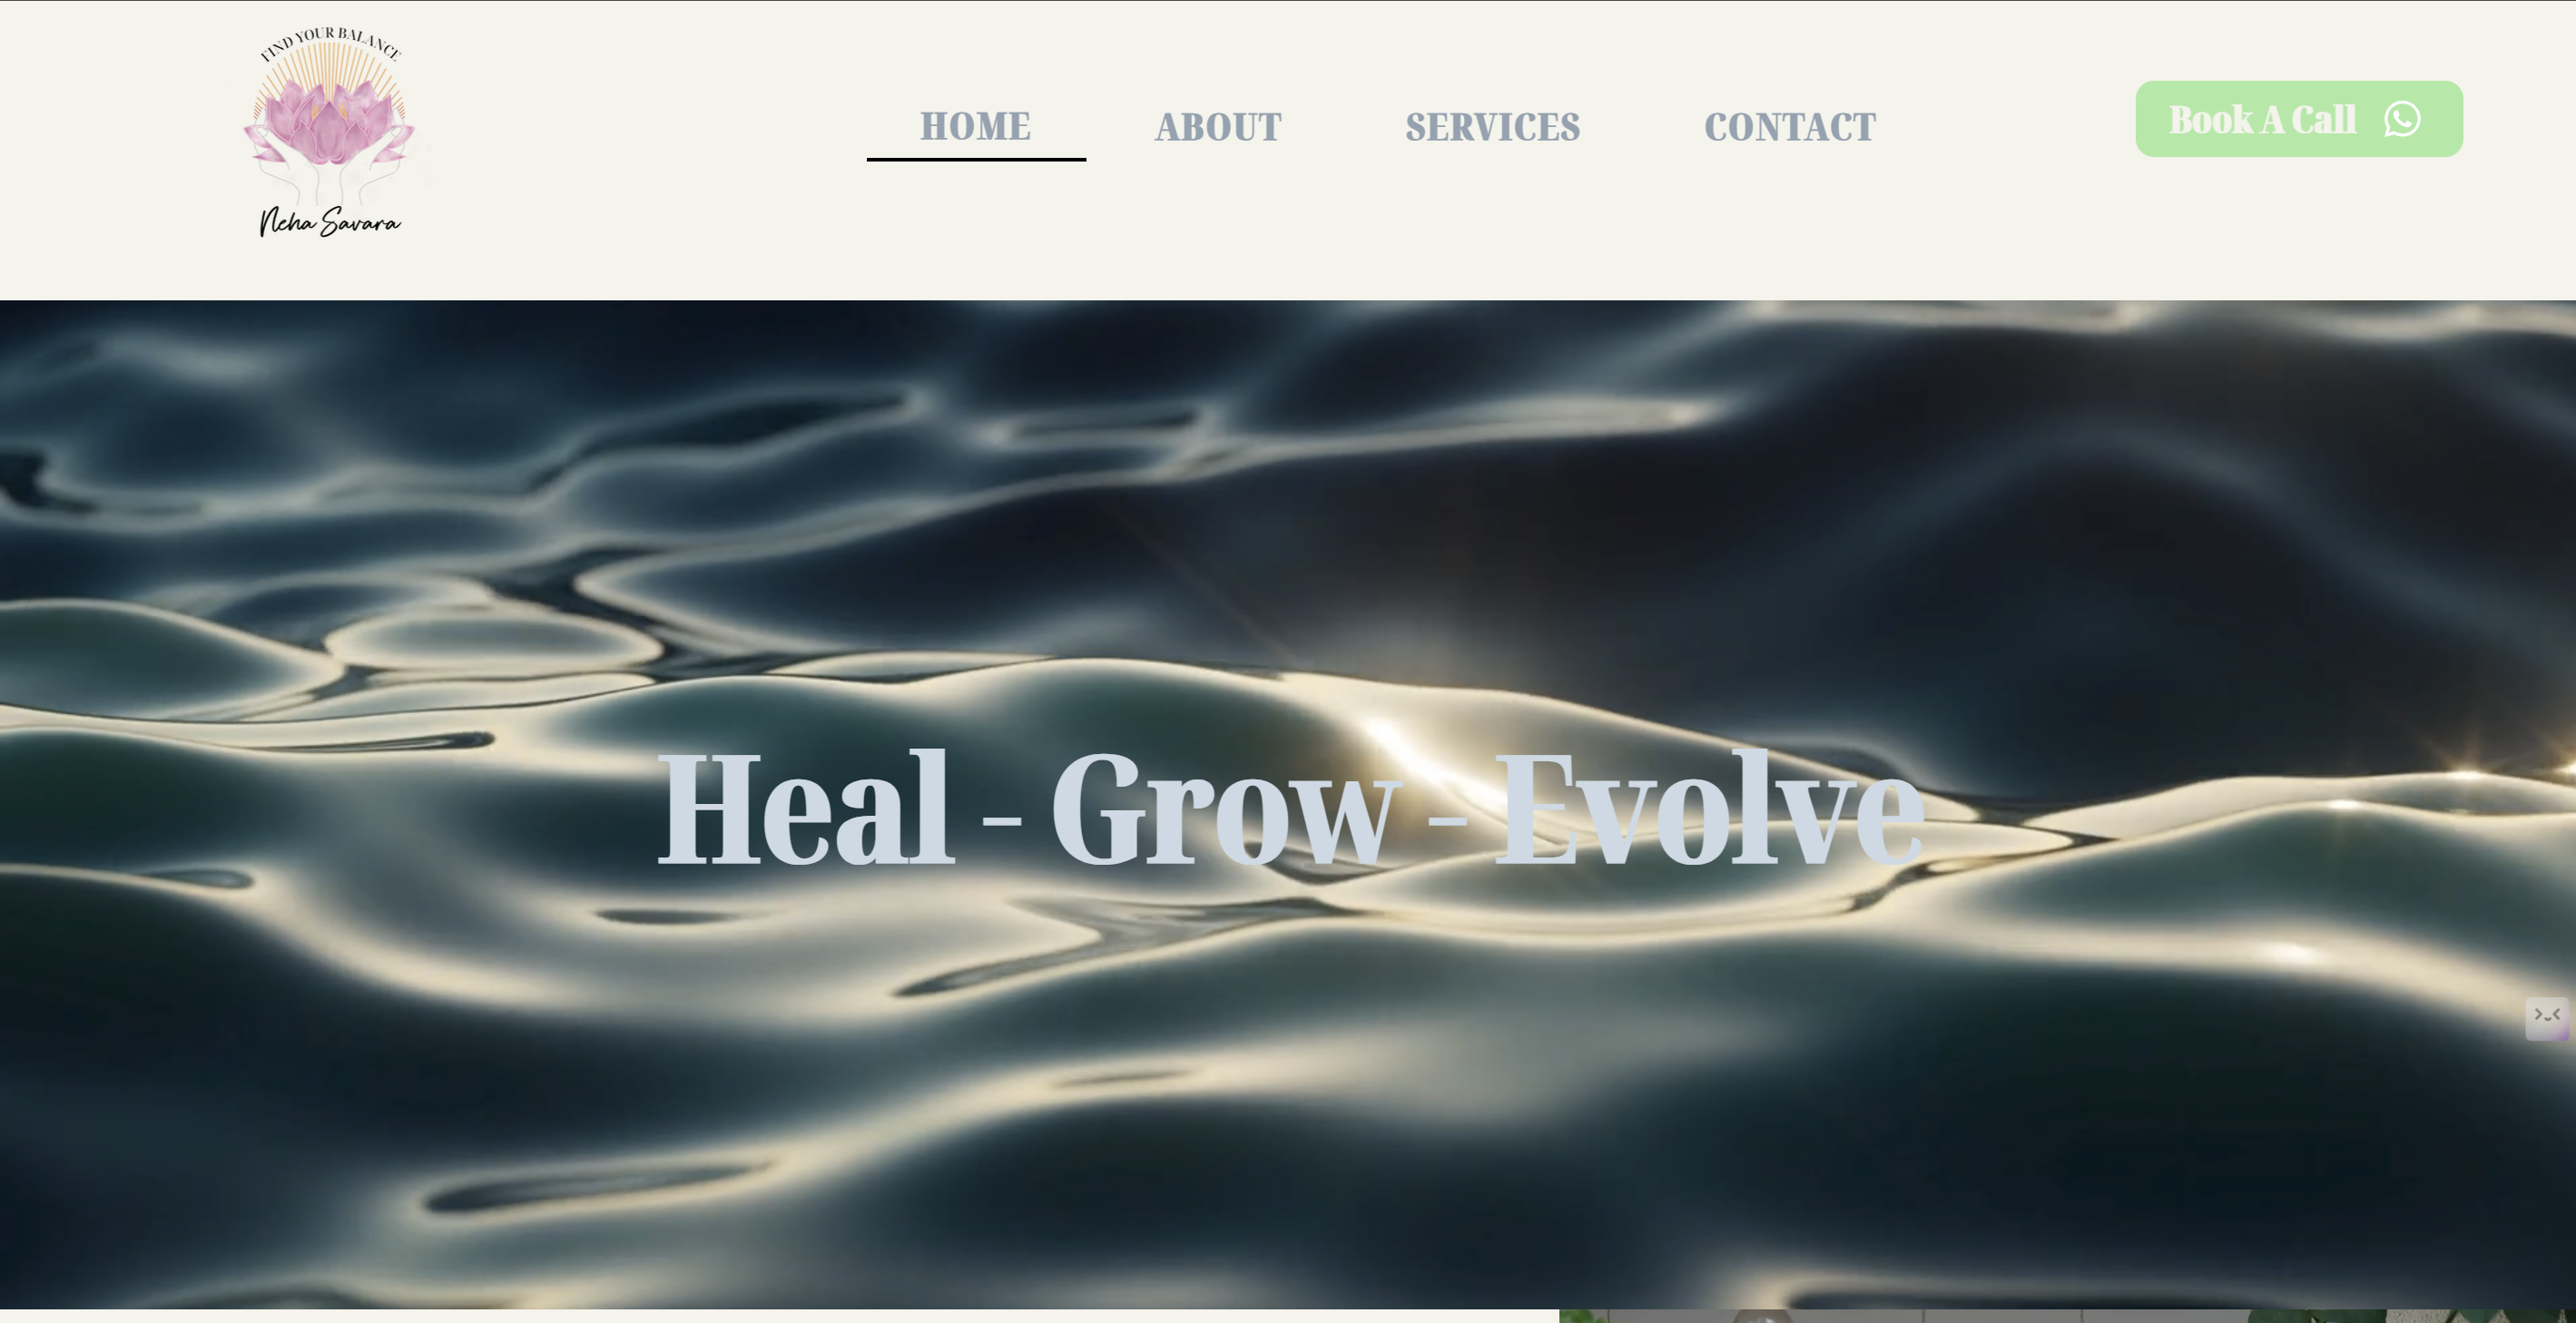 FIND YOUR BALANCE
Neha Savara
HOME
ABOUT
SERVICES
CONTACT
Book A Call
Heal - Grow - Evolve